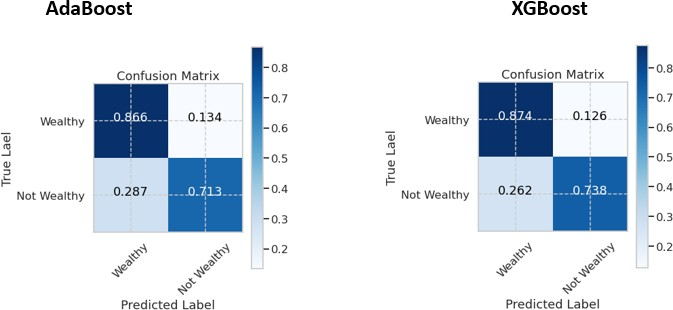 AdaBoost
Confusion Matrix
True Lael
Wealthy
0.866
0.134
Not Wealthy
0.287
0.713
Wealthy
Not Wealthy
Predicted Label
0.8
0.7
0.6
0.5
0.4
0.3
0.2
XGBoost
Confusion Matrix
True Lael
Wealthy
0.874
0.126
Not Wealthy
0.262
0.738
Wealthy
Not Wealthy
Predicted Label
0.8
0.7
0.6
0.5
0.4
0.3
0.2